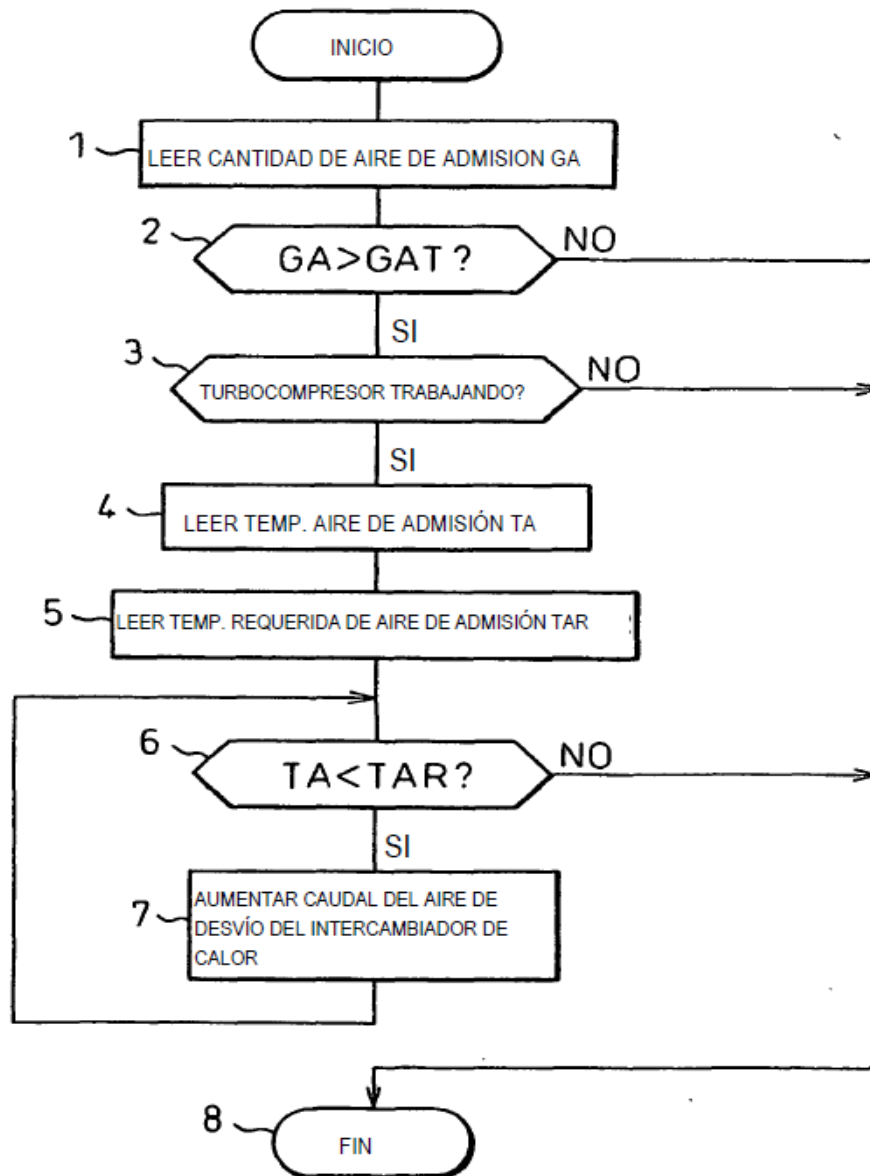 INICIO
1
LEER CANTIDAD DE AIRE DE ADMISION GA
2
GA>GAT?
NO
SI
3
TURBOCOMPRESOR TRABAJANDO?
NO
SI
4
LEER TEMP. AIRE DE ADMISIÓN TA
5
LEER TEMP. REQUERIDA DE AIRE DE ADMISIÓN TAR
6
TA<TAR?
NO
SI
7
AUMENTAR CAUDAL DEL AIRE DE
DESVÍO DEL INTERCAMBIADOR DE
CALOR
8
FIN